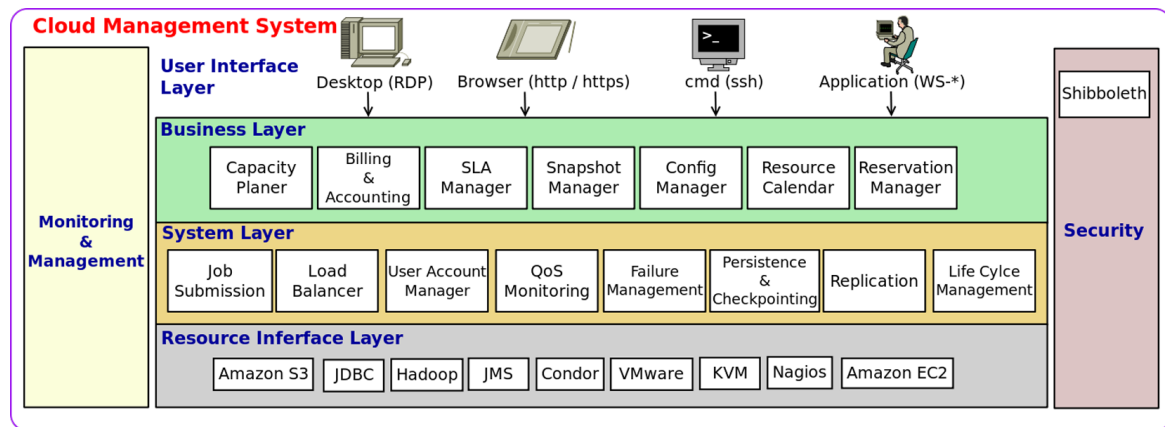 Cloud Management System
User Interface
Layer
Desktop (RDP)
Browser (http / https)
>_
cmd (ssh)
Application (WS-*)
Monitoring
&
Management
Business Layer
Capacity
Planer
Billing
&
Accounting
SLA
Manager
Snapshot
Manager
Config
Manager
Resource
Calendar
Reservation
Manager
System Layer
Job
Submission
Load
Balancer
User Account
Manager
QoS
Monitoring
Failure
Management
Persistence
&
Checkpointing
Replication
Life Cylce
Management
Resource Inferface Layer
Amazon S3
JDBC
Hadoop
JMS
Condor
VMware
KVM
Nagios
Amazon EC2
Shibboleth
Security